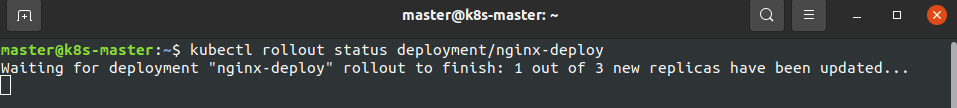 master@k8s-master: ~
master@k8s-master:~$ kubectl rollout status deployment/nginx-deploy
Waiting for deployment "nginx-deploy" rollout to finish: 1 out of 3 new replicas have been updated...